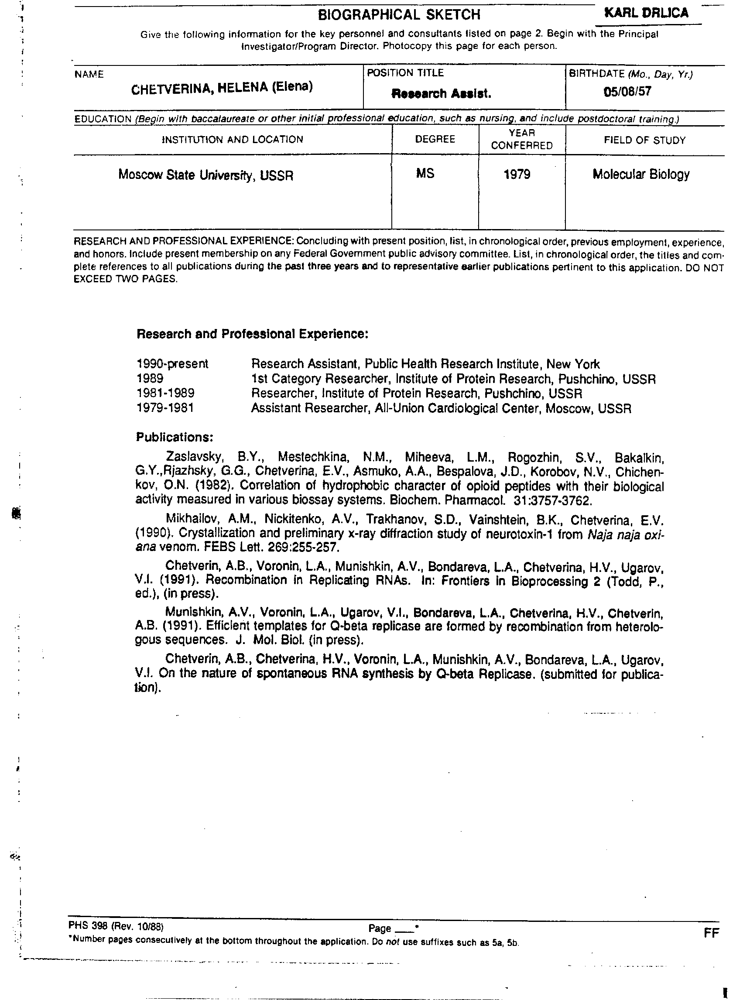 BIOGRAPHICAL SKETCH
KARL DRLICA
Give the following information for the key personnel and consultants listed on page 2. Begin with the Principal
Investigator/Program Director. Photocopy this page for each person.
NAME
CHETVERINA, HELENA (Elena)
POSITION TITLE
Research Assist.
BIRTHDATE (Mo., Day, Yr.)
05/08/57
EDUCATION (Begin with baccalaureate or other initial professional education, such as nursing, and include postdoctoral training.)
INSTITUTION AND LOCATION
DEGREE
YEAR
CONFERRED
FIELD OF STUDY
Moscow State University, USSR
MS
1979
Molecular Biology
RESEARCH AND PROFESSIONAL EXPERIENCE: Concluding with present position, list, in chronological order, previous employment, experience,
and honors. Include present membership on any Federal Government public advisory committee. List, in chronological order, the titles and com-
plete references to all publications during the past three years and to representative earlier publications pertinent to this application. DO NOT
EXCEED TWO PAGES.
Research and Professional Experience:
1990-present Research Assistant, Public Health Research Institute, New York
1989 1st Category Researcher, Institute of Protein Research, Pushchino, USSR
1981-1989 Researcher, Institute of Protein Research, Pushchino, USSR
1979-1981 Assistant Researcher, All-Union Cardiological Center, Moscow, USSR
Publications:
Zaslavsky, B.Y., Mestechkina, N.M., Miheeva, L.M., Rogozhin, S.V., Bakalkin,
G.Y.,Rjazhsky, G.G., Chetverina, E.V., Asmuko, A.A., Bespalova, J.D., Korobov, N.V., Chichen-
kov, O.N. (1982). Correlation of hydrophobic character of opioid peptides with their biological
activity measured in various biossay systems. Biochem. Pharmacol. 31:3757-3762.
Mikhailov, A.M., Nickitenko, A.V., Trakhanov, S.D., Vainshtein, B.K., Chetverina, E.V.
(1990). Crystallization and preliminary x-ray diffraction study of neurotoxin-1 from Naja naja oxi-
ana venom. FEBS Lett. 269:255-257.
Chetverin, A.B., Voronin, L.A., Munishkin, A.V., Bondareva, L.A., Chetverina, H.V., Ugarov,
V.I. (1991). Recombination in Replicating RNAs. In: Frontiers in Bioprocessing 2 (Todd, P.,
ed.), (in press).
Munishkin, A.V., Voronin, L.A., Ugarov, V.I., Bondareva, L.A., Chetverina, H.V., Chetverin,
A.B. (1991). Efficient templates for Q-beta replicase are formed by recombination from heterolo-
gous sequences. J. Mol. Biol. (in press).
Chetverin, A.B., Chetverina, H.V., Voronin, L.A., Munishkin, A.V., Bondareva, L.A., Ugarov,
V.I. On the nature of spontaneous RNA synthesis by Q-beta Replicase. (submitted for publica-
tion).
PHS 398 (Rev. 10/88)
Page ___*
FF
*Number pages consecutively at the bottom throughout the application. Do not use suffixes such as 5a, 5b.